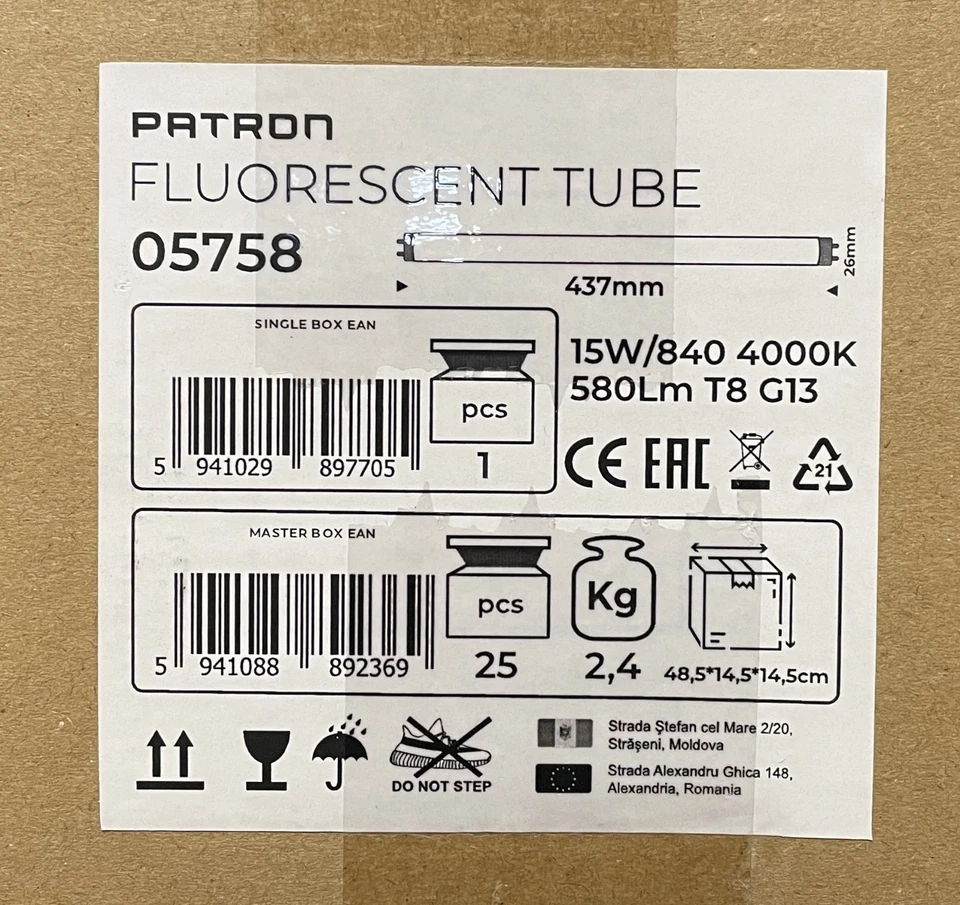 PATRON
FLUORESCENT TUBE
05758
437mm
26mm
SINGLE BOX EAN
pcs
5 941029 897705
1
15W/840 4000K
580Lm T8 G13
CE EAC
21
MASTER BOX EAN
pcs
Kg
5 941088 892369
25
2,4
48,5*14,5*14,5cm
DO NOT STEP
Strada Ștefan cel Mare 2/20,
Strășeni, Moldova
Strada Alexandru Ghica 148,
Alexandria, Romania